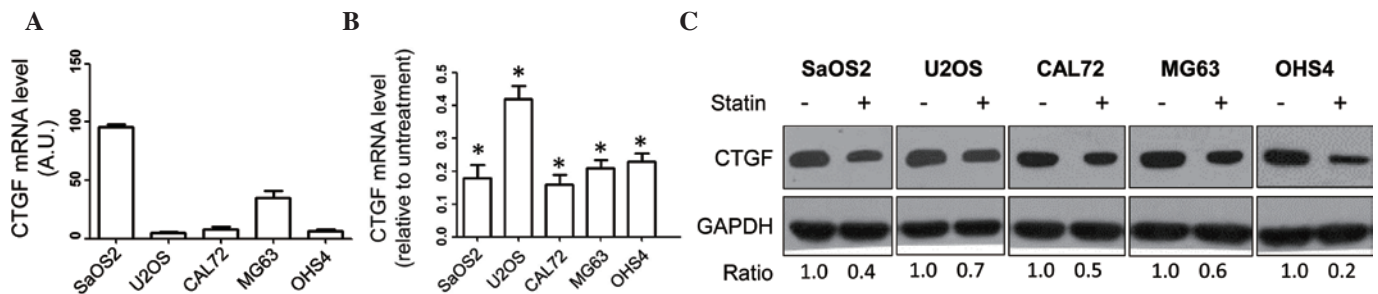 A
CTGF mRNA level
(A.U.)
150
100
50
0
SaOS2
U2OS
CAL72
MG63
OHS4
B
CTGF mRNA level
(relative to untreatment)
0.5
0.4
0.3
0.2
0.1
0.0
*
*
*
*
*
SaOS2
U2OS
CAL72
MG63
OHS4
C
SaOS2 U2OS CAL72 MG63 OHS4
Statin - + - + - + - + - +
CTGF
GAPDH
Ratio 1.0 0.4 1.0 0.7 1.0 0.5 1.0 0.6 1.0 0.2